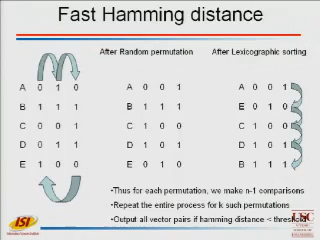 Fast Hamming distance
After Random permutation After Lexicographic sorting
A 0 1 0 A 0 0 1 A 0 0 1
B 1 1 1 B 1 1 1 E 0 1 0
C 0 0 1 C 1 0 0 C 1 0 0
D 0 1 1 D 1 0 1 D 1 0 1
E 1 0 0 E 0 1 0 B 1 1 1
•Thus for each permutation, we make n-1 comparisons
•Repeat the entire process for k such permutations
•Output all vector pairs if hamming distance < threshold
ISI USC